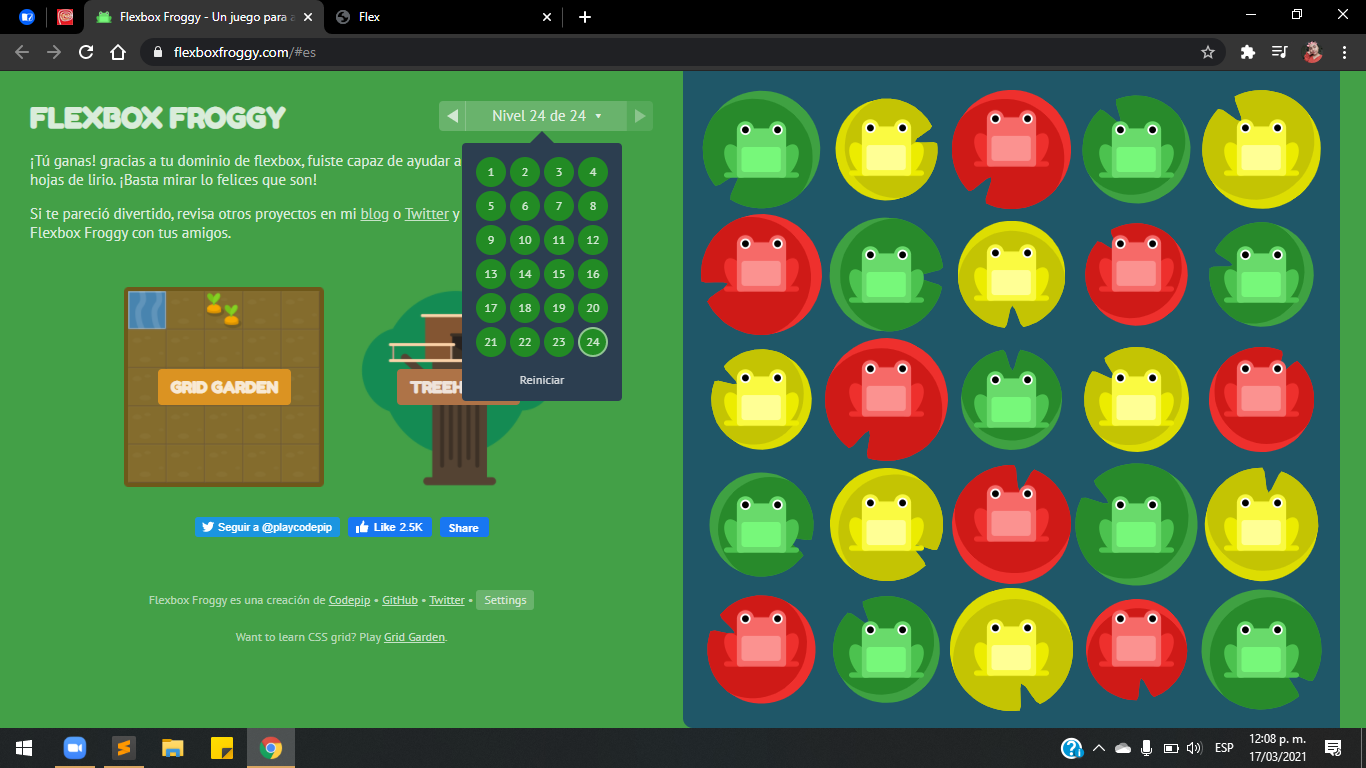 Flexbox Froggy - Un juego para a
Flex
flexboxfroggy.com/#es
FLEXBOX FROGGY
Nivel 24 de 24
¡Tú ganas! gracias a tu dominio de flexbox, fuiste capaz de ayudar a
hojas de lirio. ¡Basta mirar lo felices que son!
Si te pareció divertido, revisa otros proyectos en mi blog o Twitter y
Flexbox Froggy con tus amigos.
1 2 3 4
5 6 7 8
9 10 11 12
13 14 15 16
17 18 19 20
21 22 23 24
Reiniciar
GRID GARDEN
Seguir a @playcodepip
Like 2.5K
Share
Flexbox Froggy es una creación de Codepip • GitHub • Twitter • Settings
Want to learn CSS grid? Play Grid Garden.
ESP
12:08 p. m.
17/03/2021